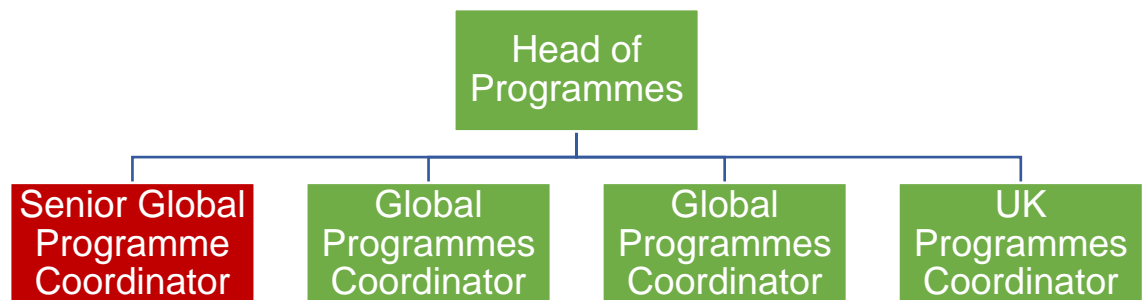 Head of
Programmes
Senior Global
Programme
Coordinator
Global
Programmes
Coordinator
Global
Programmes
Coordinator
UK
Programmes
Coordinator